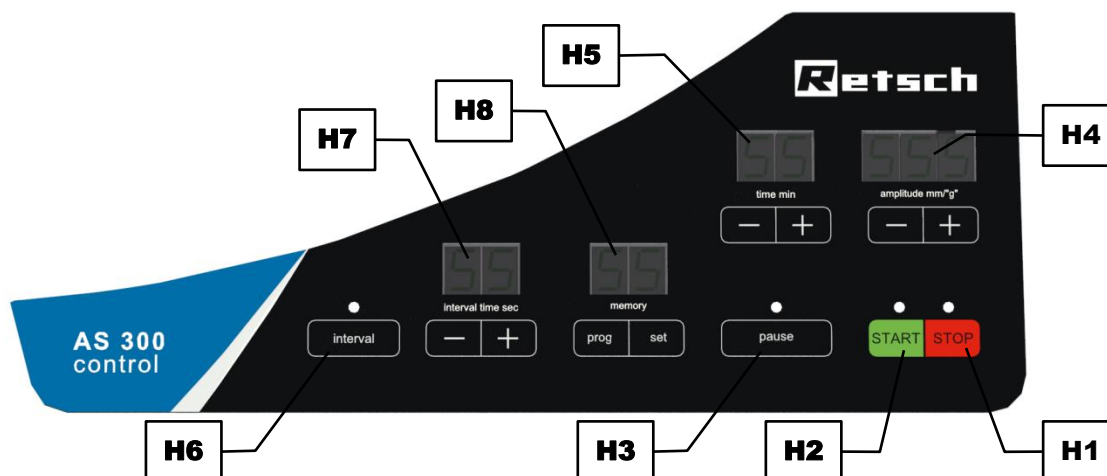 H5
Retsch
H8
H7
H4
time min
amplitude mm/"g"
− +
− +
interval time sec
memory
interval
− +
prog set
pause
START STOP
AS 300
control
H6
H3
H2
H1